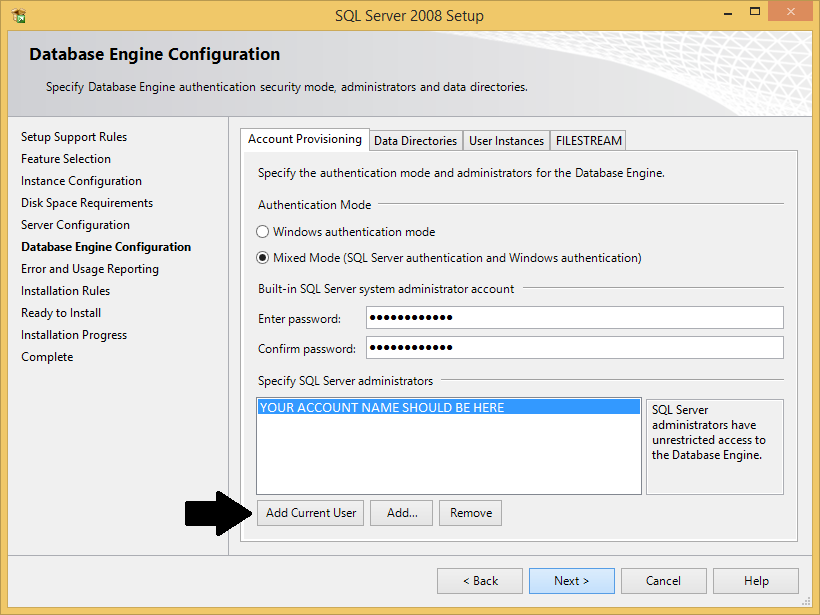 SQL Server 2008 Setup
Database Engine Configuration
Specify Database Engine authentication security mode, administrators and data directories.
Setup Support Rules
Feature Selection
Instance Configuration
Disk Space Requirements
Server Configuration
Database Engine Configuration
Error and Usage Reporting
Installation Rules
Ready to Install
Installation Progress
Complete
Account Provisioning
Data Directories
User Instances
FILESTREAM
Specify the authentication mode and administrators for the Database Engine.
Authentication Mode
Windows authentication mode
Mixed Mode (SQL Server authentication and Windows authentication)
Built-in SQL Server system administrator account
Enter password: ●●●●●●●●●●●●
Confirm password: ●●●●●●●●●●●●
Specify SQL Server administrators
YOUR ACCOUNT NAME SHOULD BE HERE
SQL Server
administrators have
unrestricted access to
the Database Engine.
Add Current User
Add...
Remove
< Back
Next >
Cancel
Help